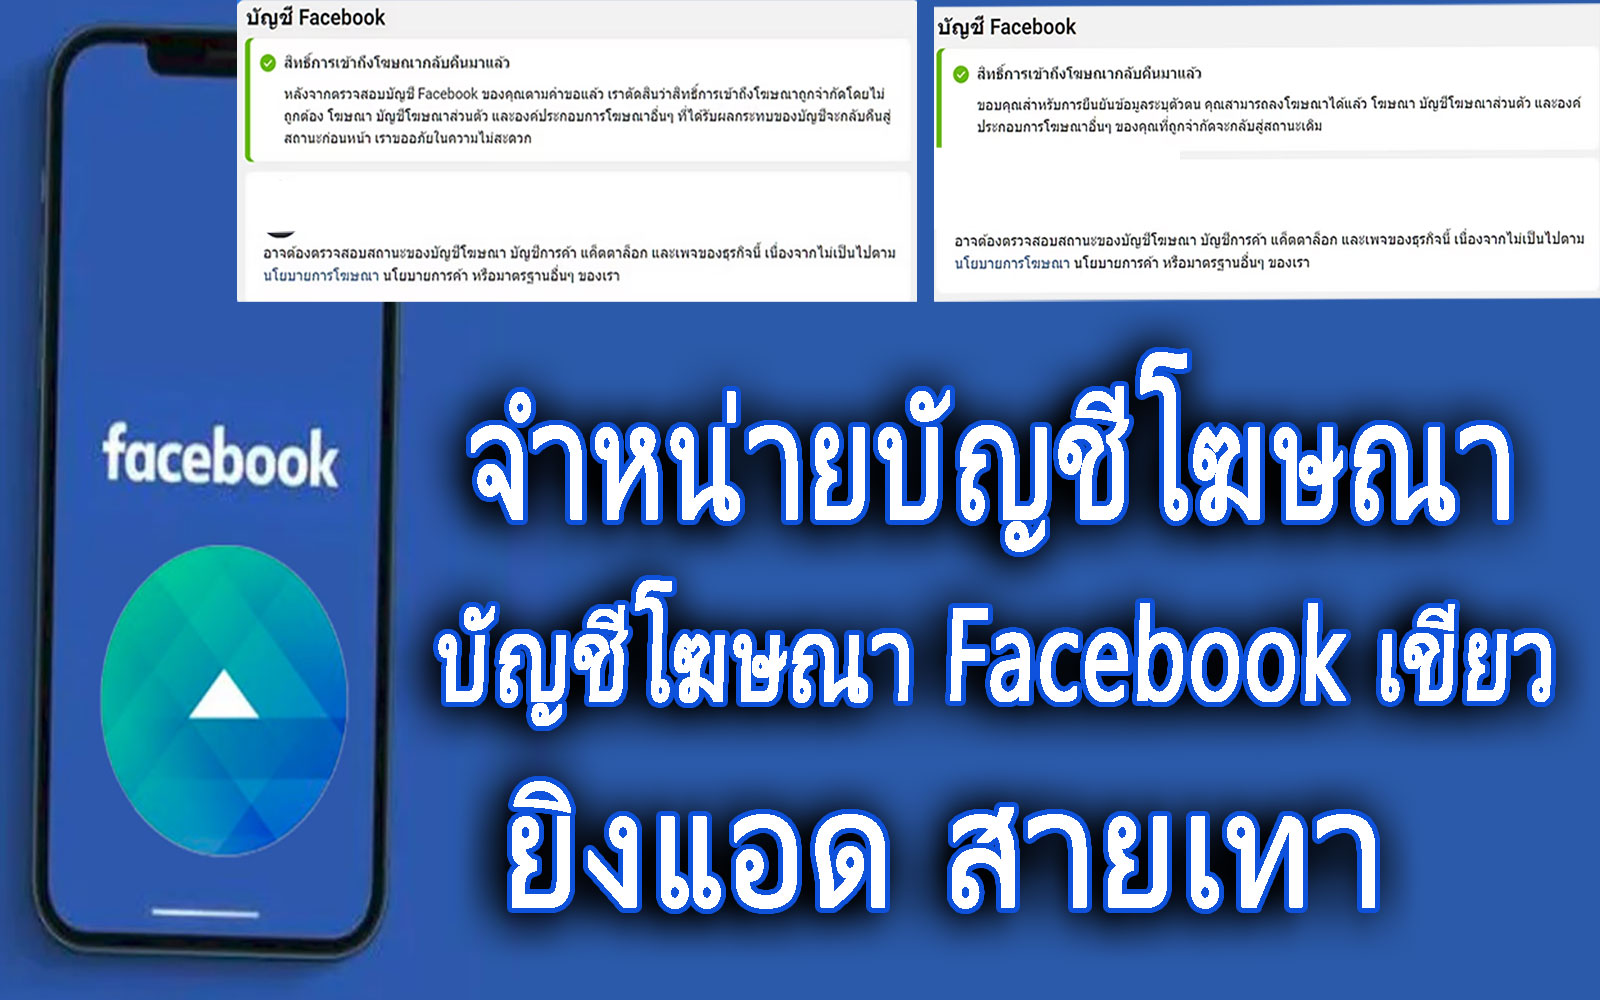 บัญชี Facebook
สิทธิ์การเข้าถึงโฆษณากลับคืนมาแล้ว
หลังจากตรวจสอบบัญชี Facebook ของคุณตามคำขอแล้ว เราตัดสินว่าสิทธิ์การเข้าถึงโฆษณาถูกจำกัดโดยไม่
ถูกต้อง โฆษณา บัญชีโฆษณาส่วนตัว และองค์ประกอบการโฆษณาอื่นๆ ที่ได้รับผลกระทบของบัญชีจะกลับคืนสู่
สถานะก่อนหน้า เราขออภัยในความไม่สะดวก
อาจต้องตรวจสอบสถานะของบัญชีโฆษณา บัญชีการค้า แค็ตตาล็อก และเพจของธุรกิจนี้ เนื่องจากไม่เป็นไปตาม
นโยบายการโฆษณา นโยบายการค้า หรือมาตรฐานอื่นๆ ของเรา
บัญชี Facebook
สิทธิ์การเข้าถึงโฆษณากลับคืนมาแล้ว
ขอบคุณสำหรับการยืนยันข้อมูลระบุตัวตน คุณสามารถลงโฆษณาได้แล้ว โฆษณา บัญชีโฆษณาส่วนตัว และองค์
ประกอบการโฆษณาอื่นๆ ของคุณที่ถูกจำกัดจะกลับสู่สถานะเดิม
อาจต้องตรวจสอบสถานะของบัญชีโฆษณา บัญชีการค้า แค็ตตาล็อก และเพจของธุรกิจนี้ เนื่องจากไม่เป็นไปตาม
นโยบายการโฆษณา นโยบายการค้า หรือมาตรฐานอื่นๆ ของเรา
facebook
จำหน่ายบัญชีโฆษณา
บัญชีโฆษณา Facebook เขียว
ยิงแอด สายเทา